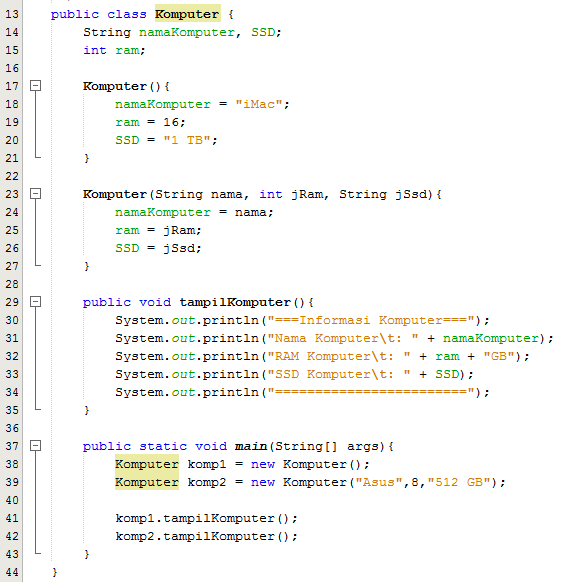 13 public class Komputer {
14     String namaKomputer, SSD;
15     int ram;
16
17     Komputer(){
18         namaKomputer = "iMac";
19         ram = 16;
20         SSD = "1 TB";
21     }
22
23     Komputer(String nama, int jRam, String jSsd){
24         namaKomputer = nama;
25         ram = jRam;
26         SSD = jSsd;
27     }
28
29     public void tampilKomputer(){
30         System.out.println("===Informasi Komputer===");
31         System.out.println("Nama Komputer\t: " + namaKomputer);
32         System.out.println("RAM Komputer\t: " + ram + "GB");
33         System.out.println("SSD Komputer\t: " + SSD);
34         System.out.println("========================");
35     }
36
37     public static void main(String[] args){
38         Komputer komp1 = new Komputer();
39         Komputer komp2 = new Komputer("Asus",8,"512 GB");
40
41         komp1.tampilKomputer();
42         komp2.tampilKomputer();
43     }
44 }